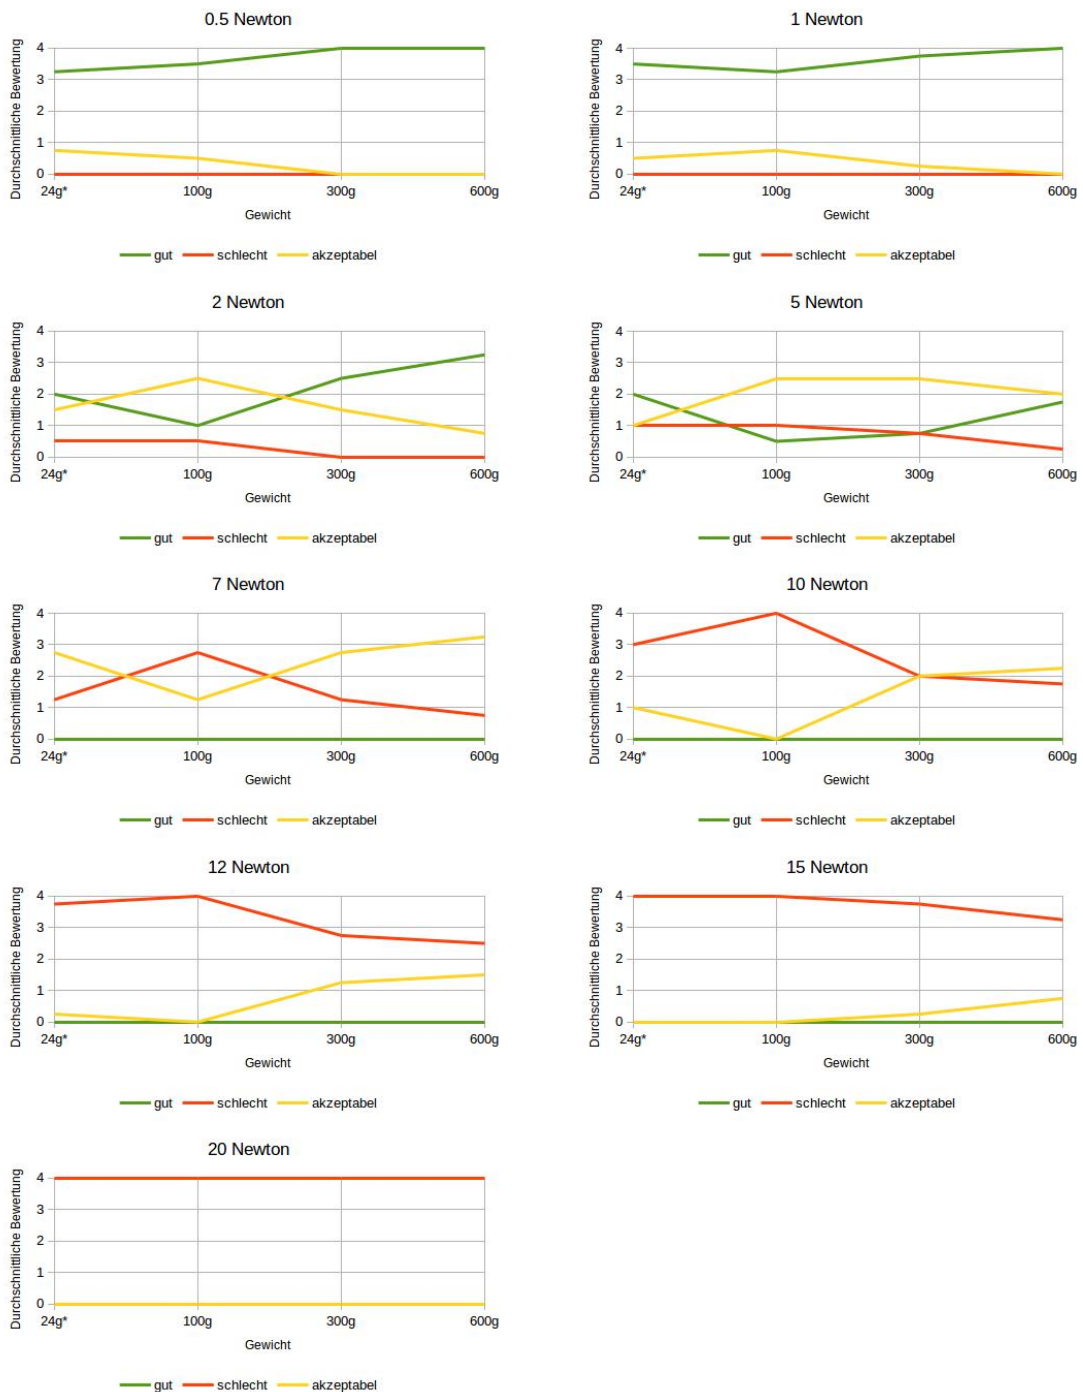 0.5 Newton
Durchschnittliche Bewertung
4
3
2
1
0
24g* 100g 300g 600g
Gewicht
gut schlecht akzeptabel
1 Newton
Durchschnittliche Bewertung
4
3
2
1
0
24g* 100g 300g 600g
Gewicht
gut schlecht akzeptabel
2 Newton
Durchschnittliche Bewertung
4
3
2
1
0
24g* 100g 300g 600g
Gewicht
gut schlecht akzeptabel
5 Newton
Durchschnittliche Bewertung
4
3
2
1
0
24g* 100g 300g 600g
Gewicht
gut schlecht akzeptabel
7 Newton
Durchschnittliche Bewertung
4
3
2
1
0
24g* 100g 300g 600g
Gewicht
gut schlecht akzeptabel
10 Newton
Durchschnittliche Bewertung
4
3
2
1
0
24g* 100g 300g 600g
Gewicht
gut schlecht akzeptabel
12 Newton
Durchschnittliche Bewertung
4
3
2
1
0
24g* 100g 300g 600g
Gewicht
gut schlecht akzeptabel
15 Newton
Durchschnittliche Bewertung
4
3
2
1
0
24g* 100g 300g 600g
Gewicht
gut schlecht akzeptabel
20 Newton
Durchschnittliche Bewertung
4
3
2
1
0
24g* 100g 300g 600g
Gewicht
gut schlecht akzeptabel